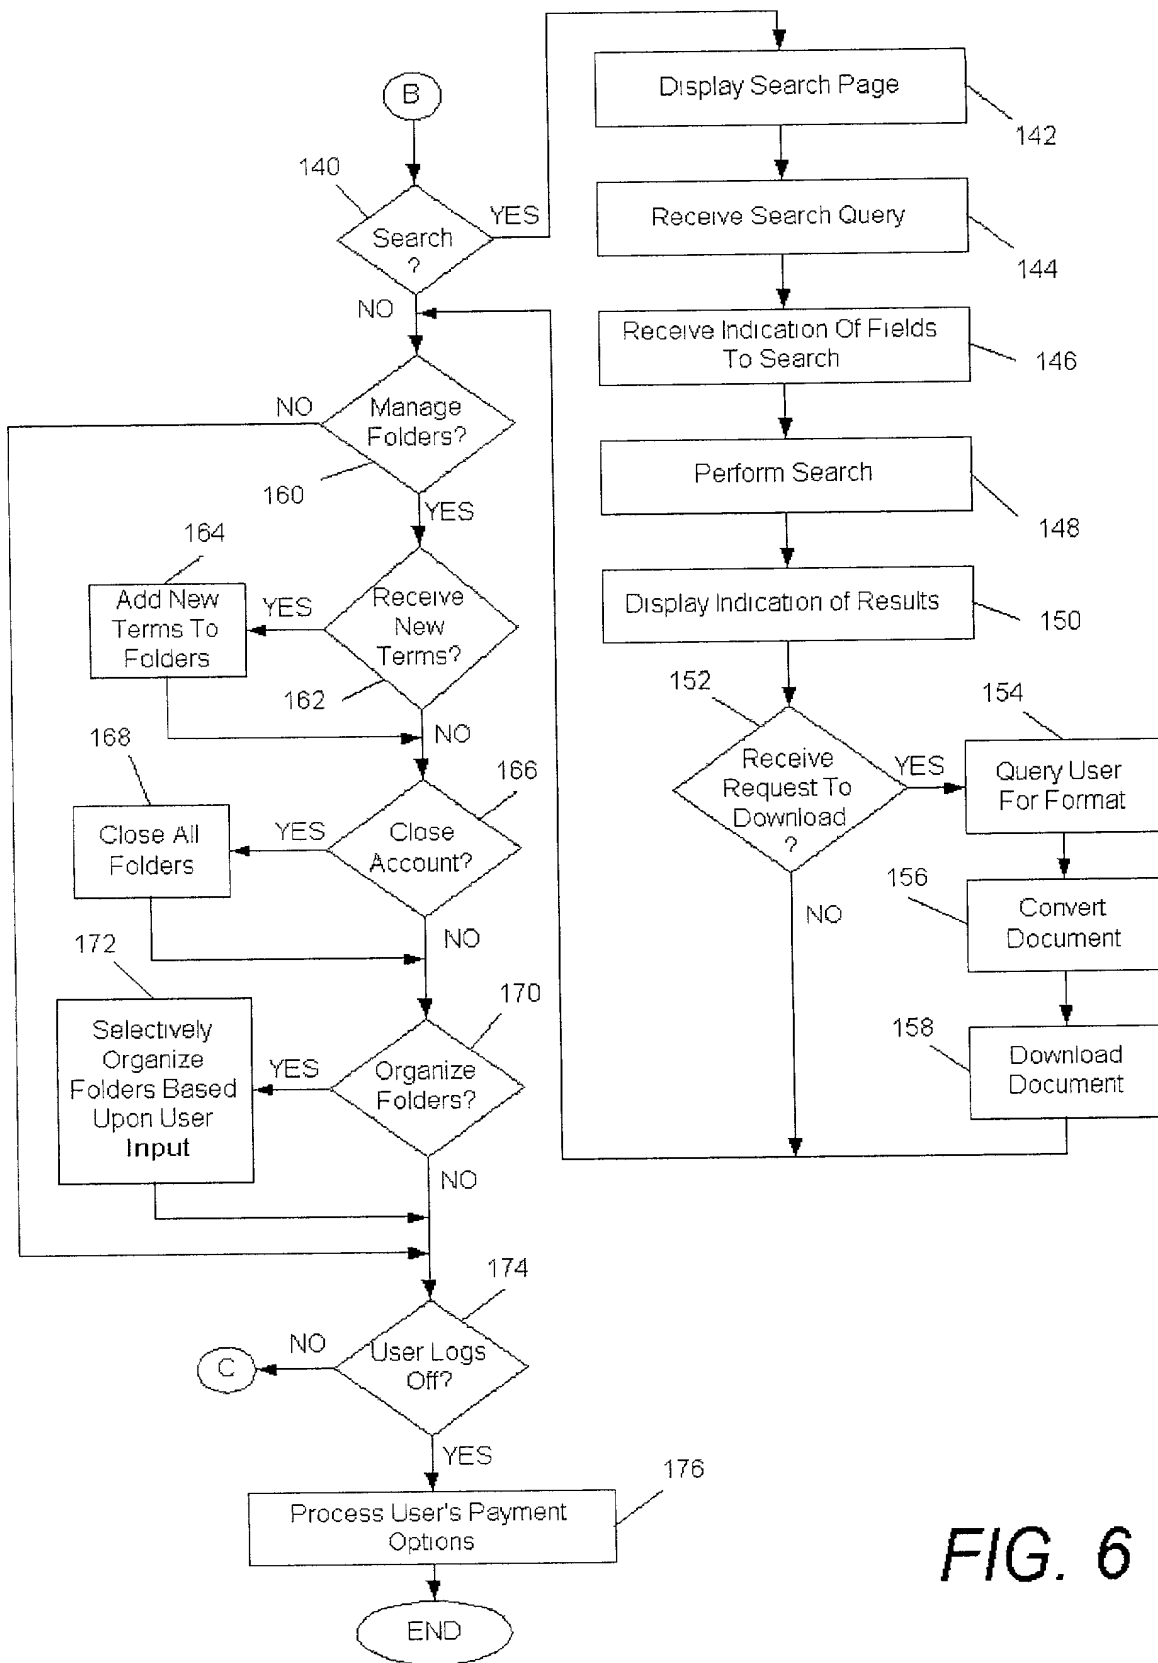 B
140
Search
?
YES
NO
Display Search Page
142
Receive Search Query
144
Receive Indication Of Fields
To Search
146
Perform Search
148
Display Indication of Results
150
152
Receive
Request To
Download
?
YES
NO
154
Query User
For Format
156
Convert
Document
158
Download
Document
NO
Manage
Folders?
160
YES
164
Add New
Terms To
Folders
YES
Receive
New
Terms?
162
NO
168
Close All
Folders
YES
166
Close
Account?
NO
172
Selectively
Organize
Folders Based
Upon User
Input
YES
170
Organize
Folders?
NO
174
User Logs
Off?
NO
C
YES
176
Process User's Payment
Options
END
FIG. 6